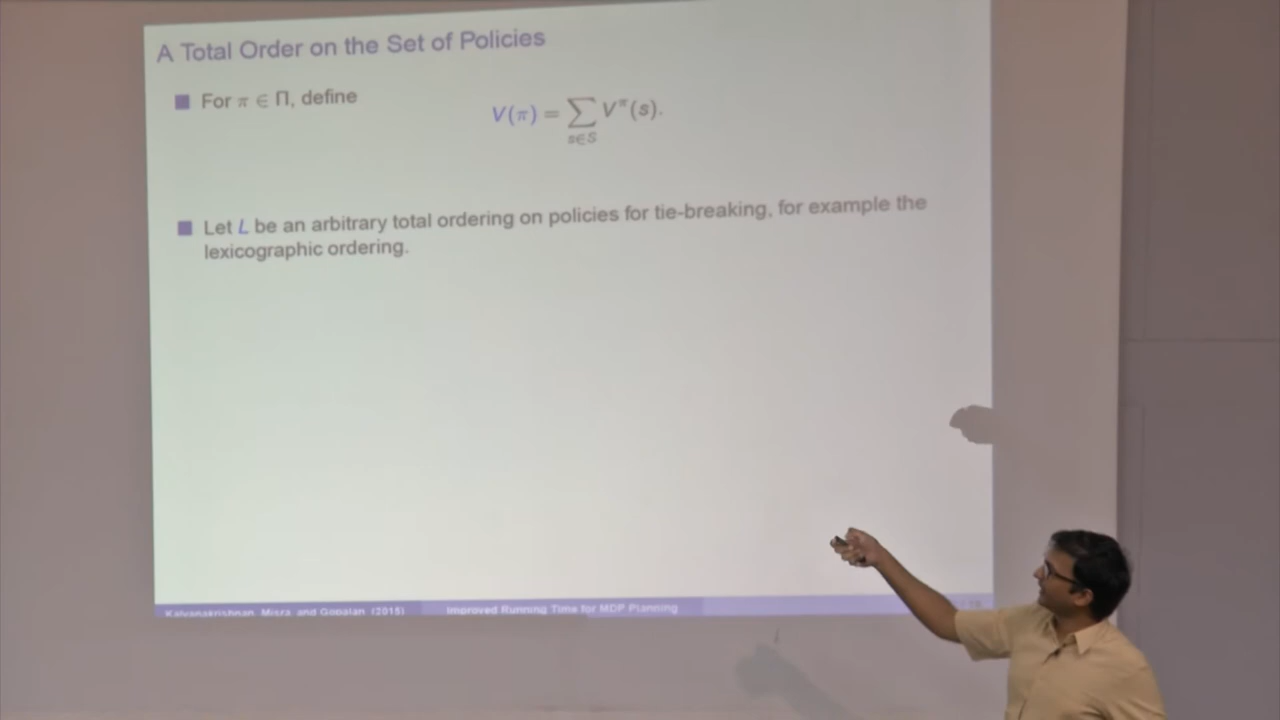 A Total Order on the Set of Policies
For π ∈ Π, define
V(π) = ∑ Vπ(s).
s∈S
Let L be an arbitrary total ordering on policies for tie-breaking, for example the
lexicographic ordering.
Kalyanakrishnan, Misra, and Gopalan (2015) Improved Running Time for MDP Planning